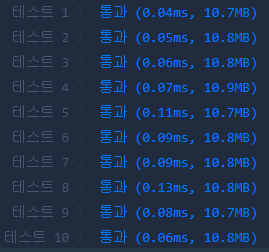 테스트 1 〉 통과 (0.04ms, 10.7MB)
테스트 2 〉 통과 (0.05ms, 10.8MB)
테스트 3 〉 통과 (0.06ms, 10.8MB)
테스트 4 〉 통과 (0.07ms, 10.9MB)
테스트 5 〉 통과 (0.11ms, 10.7MB)
테스트 6 〉 통과 (0.09ms, 10.8MB)
테스트 7 〉 통과 (0.09ms, 10.8MB)
테스트 8 〉 통과 (0.13ms, 10.8MB)
테스트 9 〉 통과 (0.08ms, 10.7MB)
테스트 10 〉 통과 (0.06ms, 10.8MB)